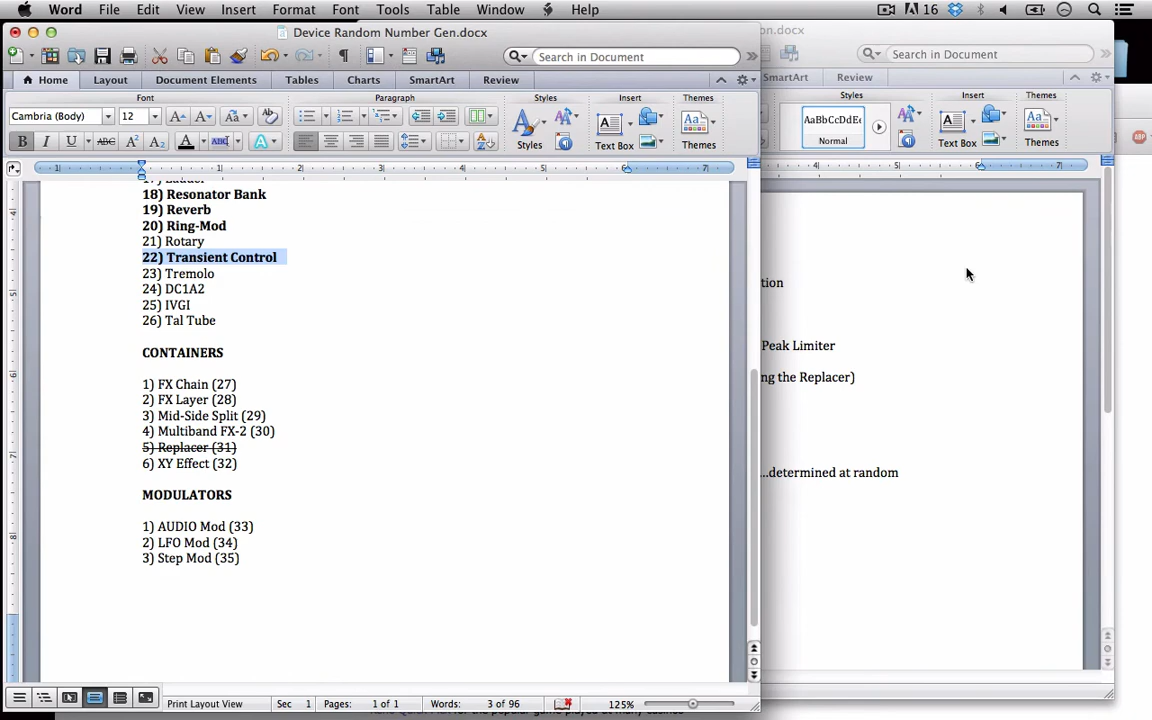 Word File Edit View Insert Format Font Tools Table Window Help 16
Device Random Number Gen.docx
on.docx
Search in Document
Search in Document
Home Layout Document Elements Tables Charts SmartArt Review
SmartArt Review
Font Paragraph Styles Insert Themes
Styles Insert Themes
Cambria (Body) 12
AaBbCcDdEe
Normal
Styles Text Box Themes
Text Box Themes
18) Resonator Bank
19) Reverb
20) Ring-Mod
21) Rotary
22) Transient Control
23) Tremolo
24) DC1A2
25) IVGI
26) Tal Tube
CONTAINERS
1) FX Chain (27)
2) FX Layer (28)
3) Mid-Side Split (29)
4) Multiband FX-2 (30)
5) Replacer (31)
6) XY Effect (32)
MODULATORS
1) AUDIO Mod (33)
2) LFO Mod (34)
3) Step Mod (35)
tion
Peak Limiter
ng the Replacer)
...determined at random
Print Layout View Sec 1 Pages: 1 of 1 Words: 3 of 96 125%